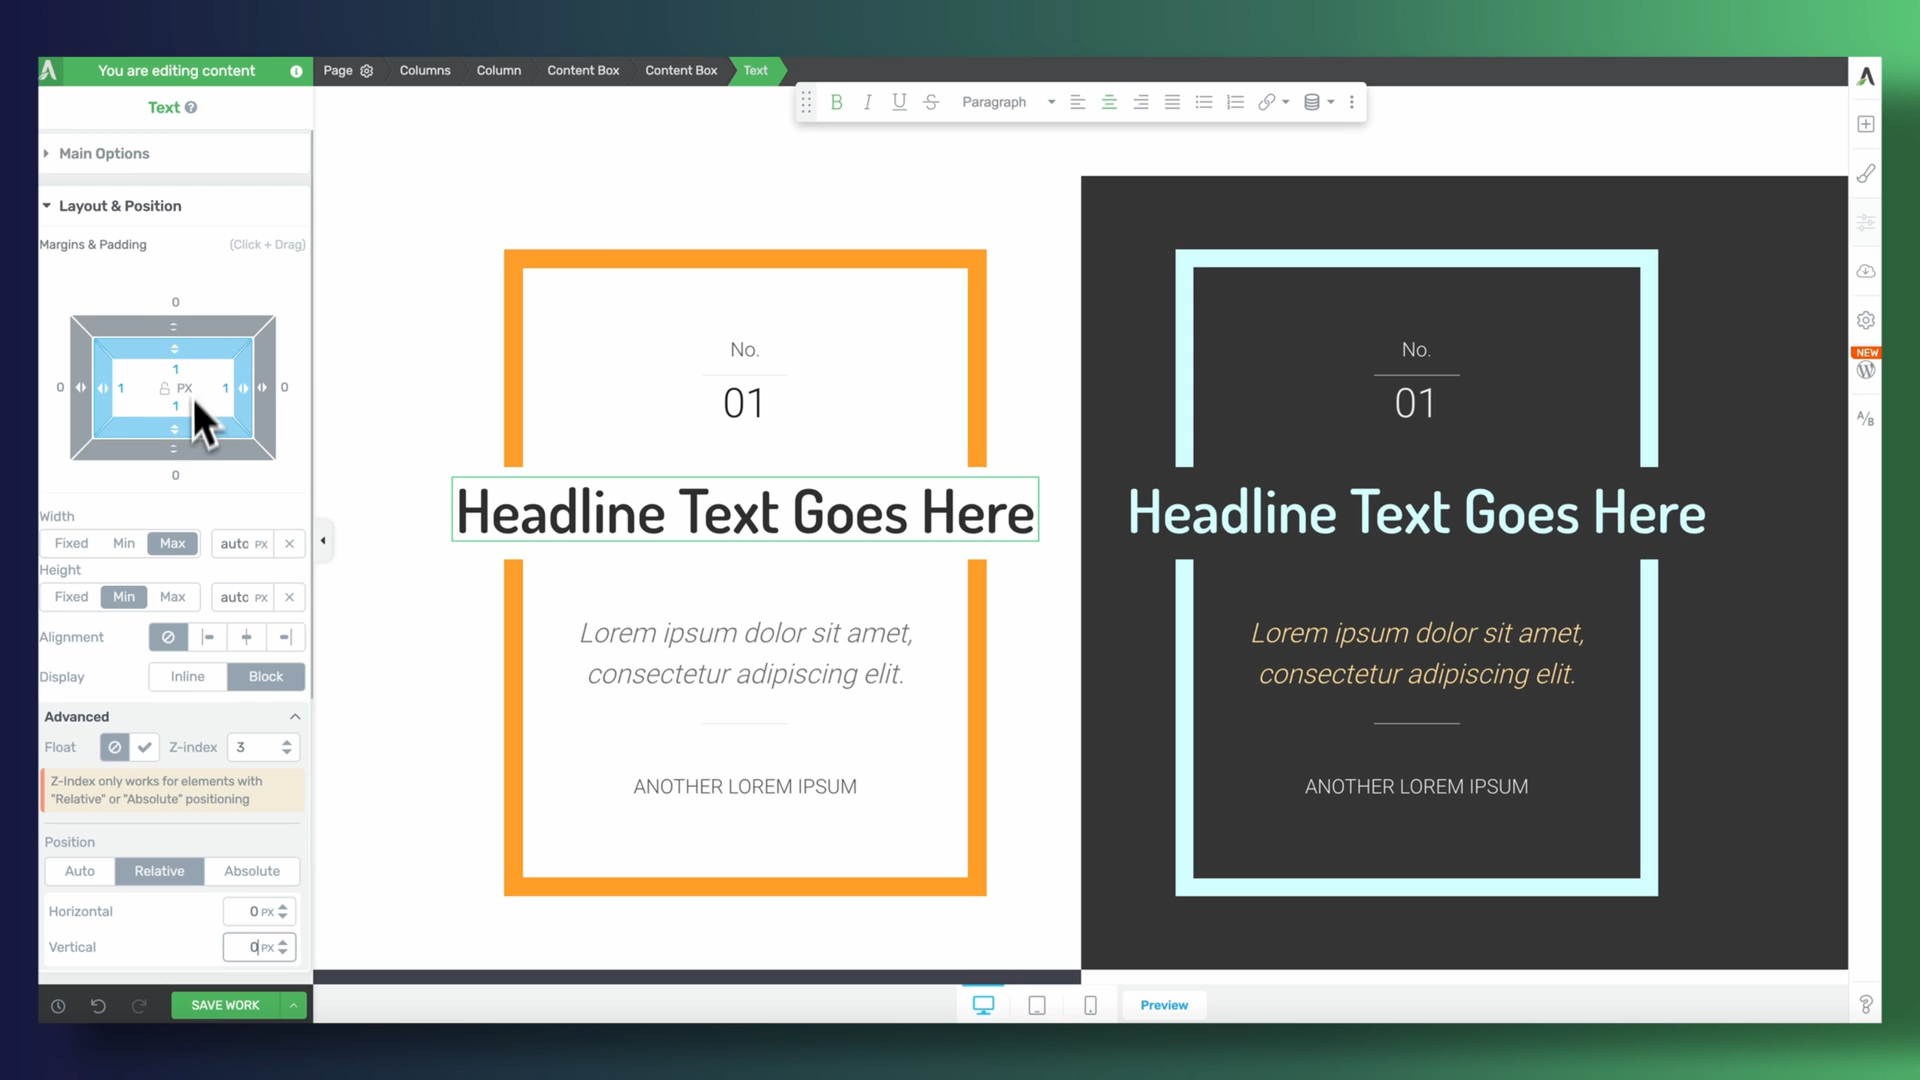 You are editing content
Page
Columns
Column
Content Box
Content Box
Text
Text
B I U S Paragraph
Main Options
Layout & Position
Margins & Padding (Click + Drag)
0
1
0 1 PX 1 0
1
0
Width
Fixed Min Max auto PX
Height
Fixed Min Max auto PX
Alignment
Display Inline Block
Advanced
Float Z-index 3
Z-Index only works for elements with
"Relative" or "Absolute" positioning
Position
Auto Relative Absolute
Horizontal 0 PX
Vertical 0 PX
SAVE WORK
No.
01
Headline Text Goes Here
Lorem ipsum dolor sit amet,
consectetur adipiscing elit.
ANOTHER LOREM IPSUM
No.
01
Headline Text Goes Here
Lorem ipsum dolor sit amet,
consectetur adipiscing elit.
ANOTHER LOREM IPSUM
NEW
A/B
Preview